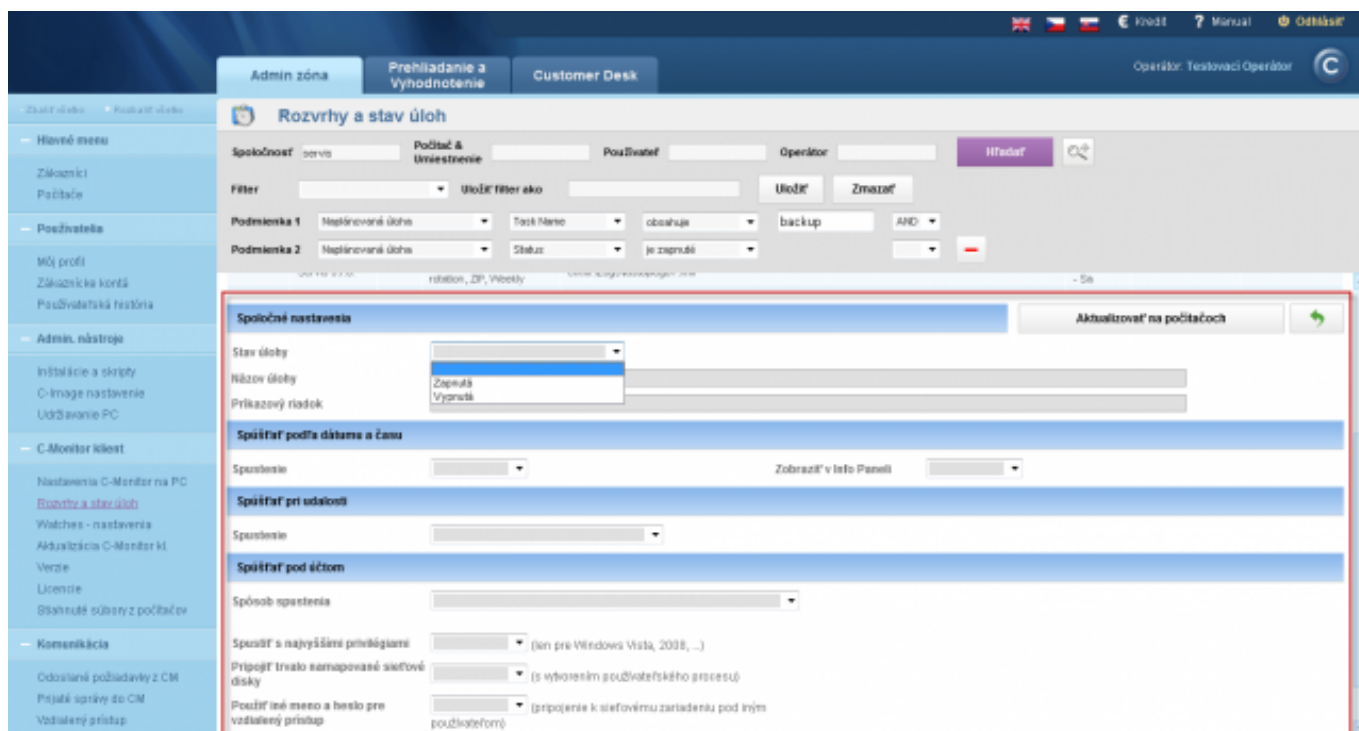 € Kredit ? Manual Odhlásiť
Admin zóna
Prehliadanie a Vyhodnotenie
Customer Desk
Operátor: Testovací Operátor
Rozvrhy a stav úloh
Hlavné menu
Zákazníci
Počítače
Používatelia
Môj profil
Zákaznícke kontá
Používateľská história
Admin. nástroje
Inštalácie a skripty
C-Image nastavenie
Udržiavanie PC
C-Monitor klient
Nastavenia C-Monitor na PC
Rozvrhy a stav úloh
Watches - nastavenia
Aktualizácia C-Monitor kl.
Verzie
Licencie
Stiahnuté súbory z počítačov
Komunikácia
Odoslané požiadavky z CM
Prijaté správy do CM
Vzdialený prístup
Spoločnosť servis Počítač & Umiestnenie Používateľ Operátor Hľadať
Filter Uložiť filter ako Uložiť Zmazať
Podmienka 1 Naplánovaná úloha Task Name obsahuje backup AND
Podmienka 2 Naplánovaná úloha Status je zapnuté
rotation, ZIP, Weekly
Spoločné nastavenia Aktualizovať na počítačoch
Stav úlohy
Zapnutá
Vypnutá
Názov úlohy
Príkazový riadok
Spúšťať podľa dátumu a času
Spustenie Zobraziť v Info Paneli
Spúšťať pri udalosti
Spustenie
Spúšťať pod účtom
Spôsob spustenia
Spustiť s najvyššími privilégiami (len pre Windows Vista, 2008, ...)
Pripojiť trvalo namapované sieťové disky (s vytvorením používateľského procesu)
Použiť iné meno a heslo pre vzdialený prístup (pripojenie k sieťovému zariadeniu pod iným používateľom)